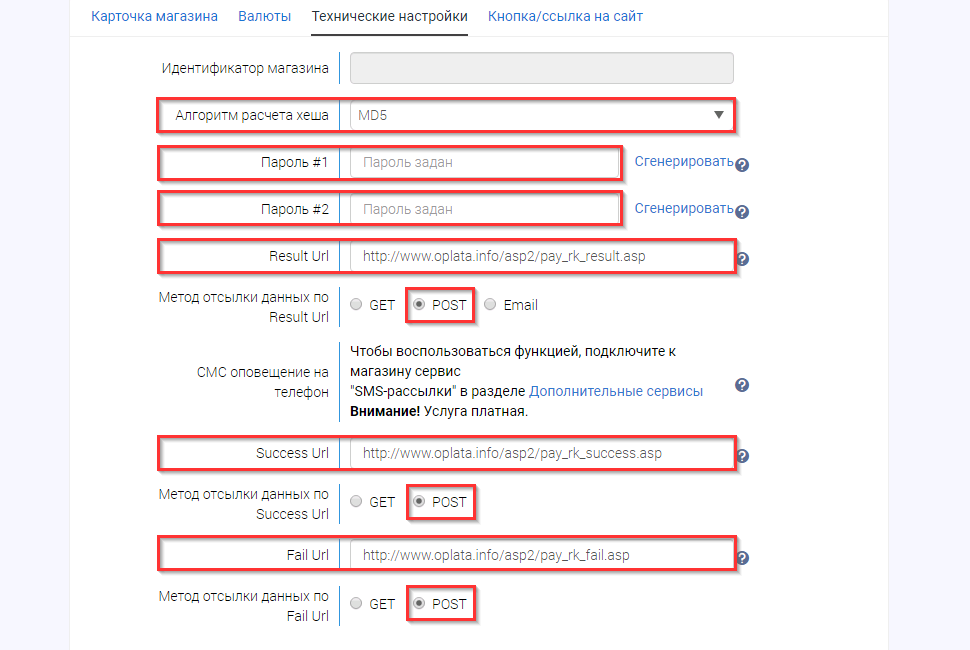 Карточка магазина Валюты Технические настройки Кнопка/ссылка на сайт
Идентификатор магазина
Алгоритм расчета хеша MD5
Пароль #1 Пароль задан Сгенерировать ?
Пароль #2 Пароль задан Сгенерировать ?
Result Url http://www.oplata.info/asp2/pay_rk_result.asp ?
Метод отсылки данных по
Result Url
GET POST Email
СМС оповещение на
телефон
Чтобы воспользоваться функцией, подключите к
магазину сервис
"SMS-рассылки" в разделе Дополнительные сервисы
Внимание! Услуга платная.
?
Success Url http://www.oplata.info/asp2/pay_rk_success.asp ?
Метод отсылки данных по
Success Url
GET POST
Fail Url http://www.oplata.info/asp2/pay_rk_fail.asp ?
Метод отсылки данных по
Fail Url
GET POST